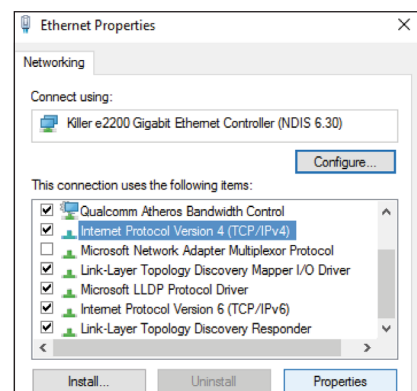 Ethernet Properties
Networking
Connect using:
Killer e2200 Gigabit Ethernet Controller (NDIS 6.30)
Configure...
This connection uses the following items:
Qualcomm Atheros Bandwidth Control
Internet Protocol Version 4 (TCP/IPv4)
Microsoft Network Adapter Multiplexor Protocol
Link-Layer Topology Discovery Mapper I/O Driver
Microsoft LLDP Protocol Driver
Internet Protocol Version 6 (TCP/IPv6)
Link-Layer Topology Discovery Responder
Install... Uninstall Properties